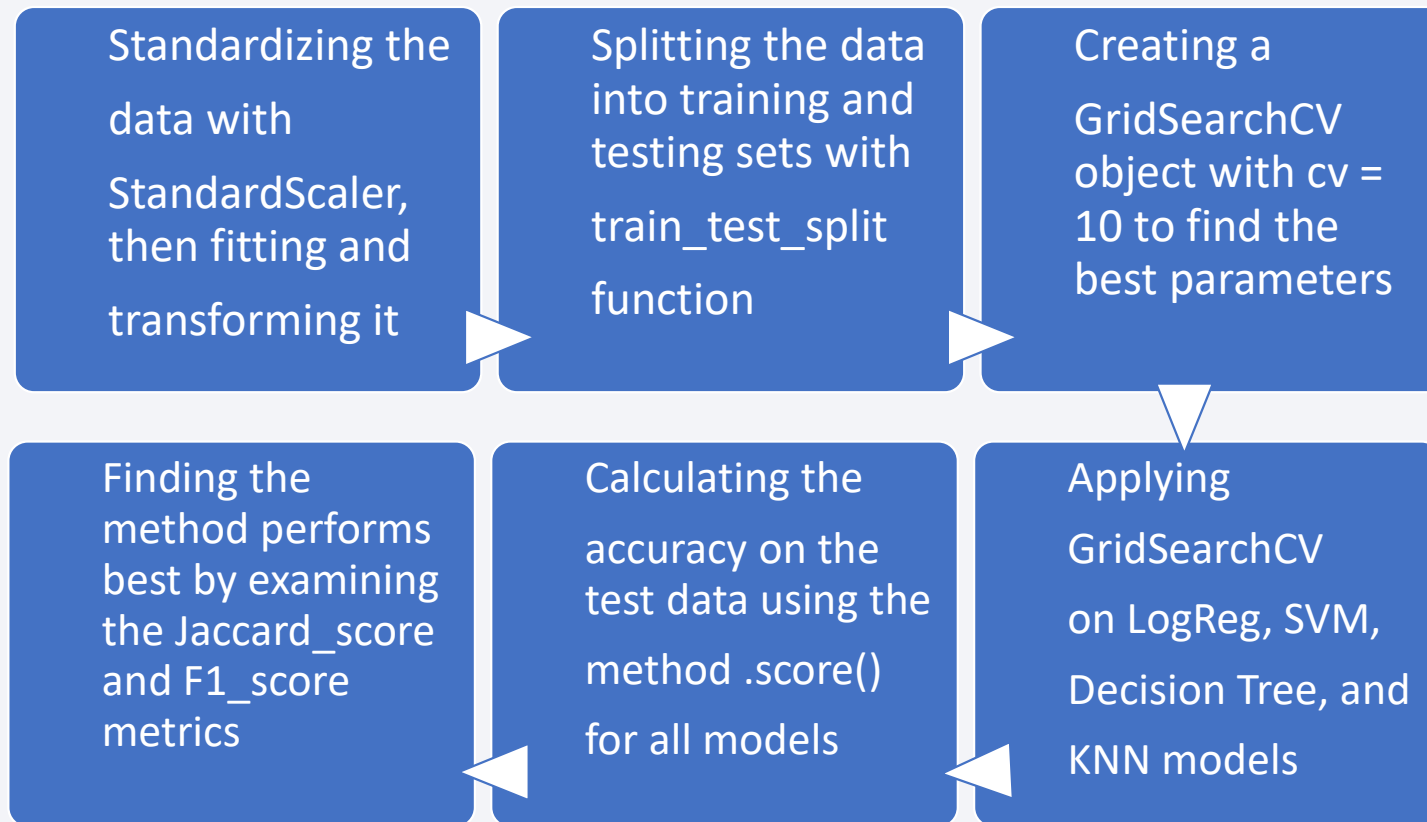 Standardizing the
data with
StandardScaler,
then fitting and
transforming it
Splitting the data
into training and
testing sets with
train_test_split
function
Creating a
GridSearchCV
object with cv =
10 to find the
best parameters
Applying
GridSearchCV
on LogReg, SVM,
Decision Tree, and
KNN models
Calculating the
accuracy on the
test data using the
method .score()
for all models
Finding the
method performs
best by examining
the Jaccard_score
and F1_score
metrics